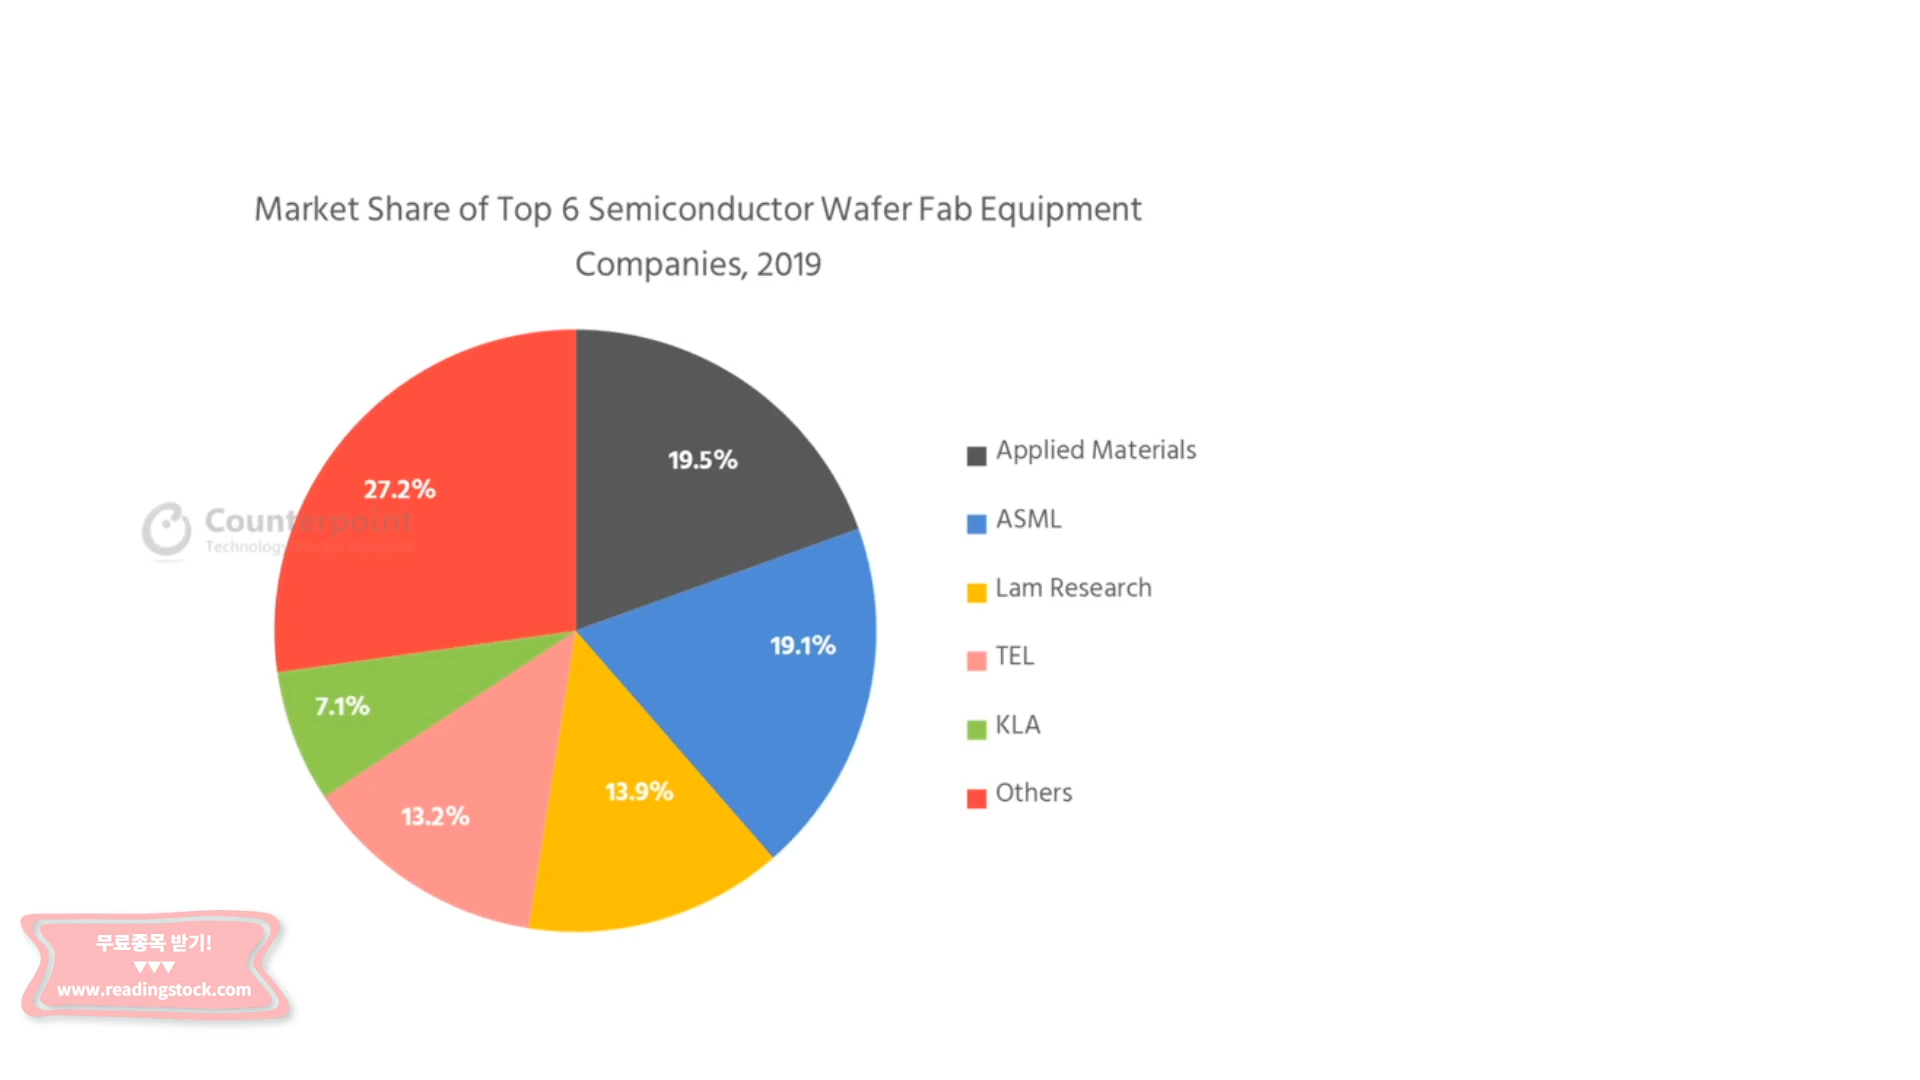 Market Share of Top 6 Semiconductor Wafer Fab Equipment
Companies, 2019
19.5%
27.2%
Counterpoint
Technology
19.1%
7.1%
13.9%
13.2%
Applied Materials
ASML
Lam Research
TEL
KLA
Others
무료종목 받기!
▼▼▼
www.readingstock.com